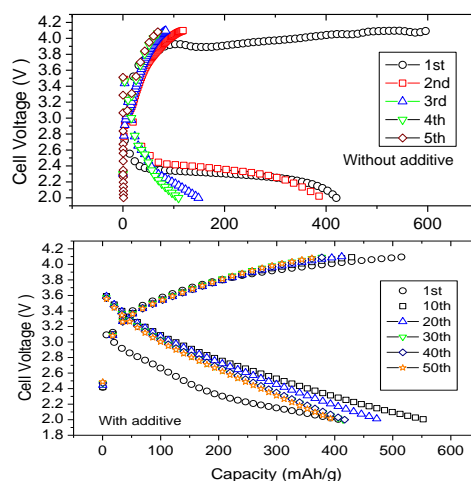 4.2
4.0
3.8
3.6
3.4
3.2
3.0
2.8
2.6
2.4
2.2
2.0
Cell Voltage (V )
1st
2nd
3rd
4th
5th
Without additive
0 200 400 600
4.2
4.0
3.8
3.6
3.4
3.2
3.0
2.8
2.6
2.4
2.2
2.0
1.8
Cell Voltage (V )
1st
10th
20th
30th
40th
50th
With additive
0 100 200 300 400 500 600
Capacity (mAh/g)